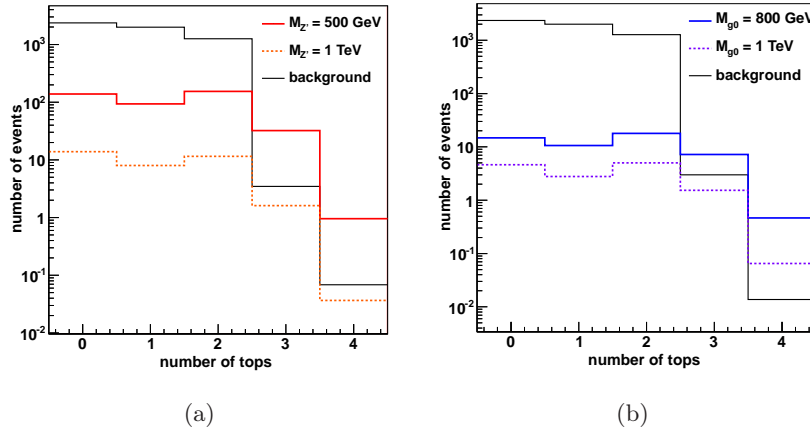 M_{Z'} = 500 GeV
M_{Z'} = 1 TeV
background
number of events
10^3
10^2
10
1
10^{-1}
10^{-2}
0 1 2 3 4
number of tops
(a)
M_{g0} = 800 GeV
M_{g0} = 1 TeV
background
number of events
10^3
10^2
10
1
10^{-1}
10^{-2}
0 1 2 3 4
number of tops
(b)